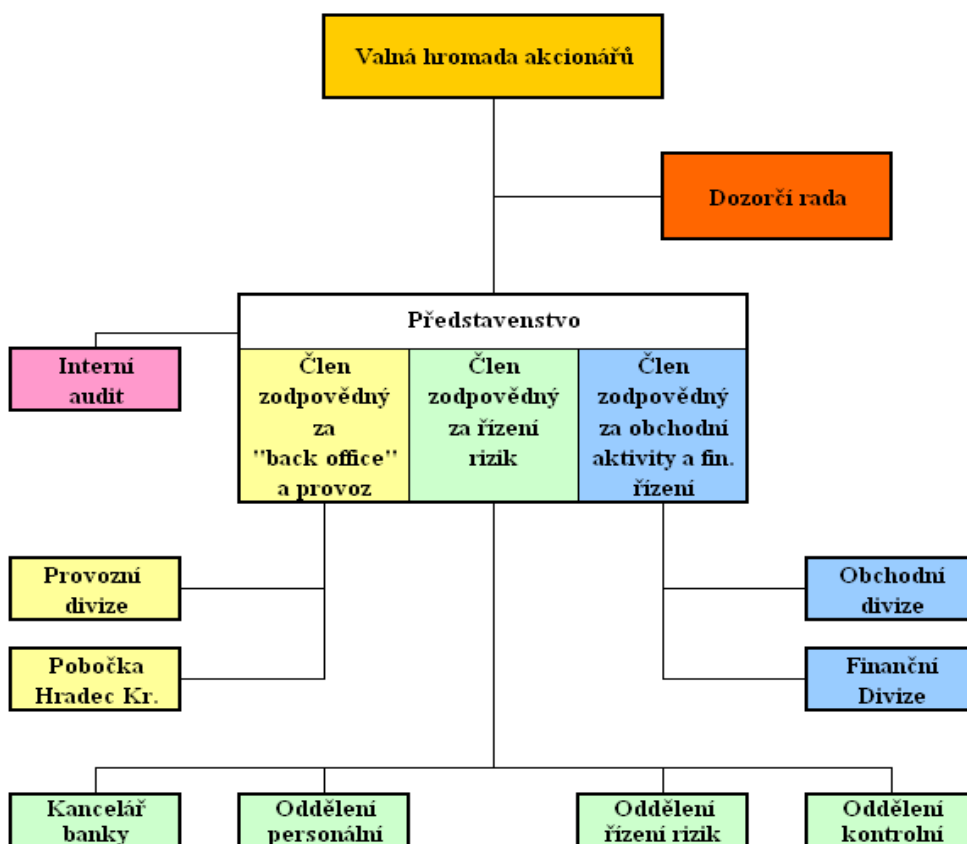 Valná hromada akcionářů
Dozorčí rada
Představenstvo
Interní
audit
Člen
zodpovědný
za
"back office"
a provoz
Člen
zodpovědný
za řízení
rizik
Člen
zodpovědný
za obchodní
aktivity a fin.
řízení
Provozní
divize
Obchodní
divize
Pobočka
Hradec Kr.
Finanční
Divize
Kancelář
banky
Oddělení
personální
Oddělení
řízení rizik
Oddělení
kontrolní